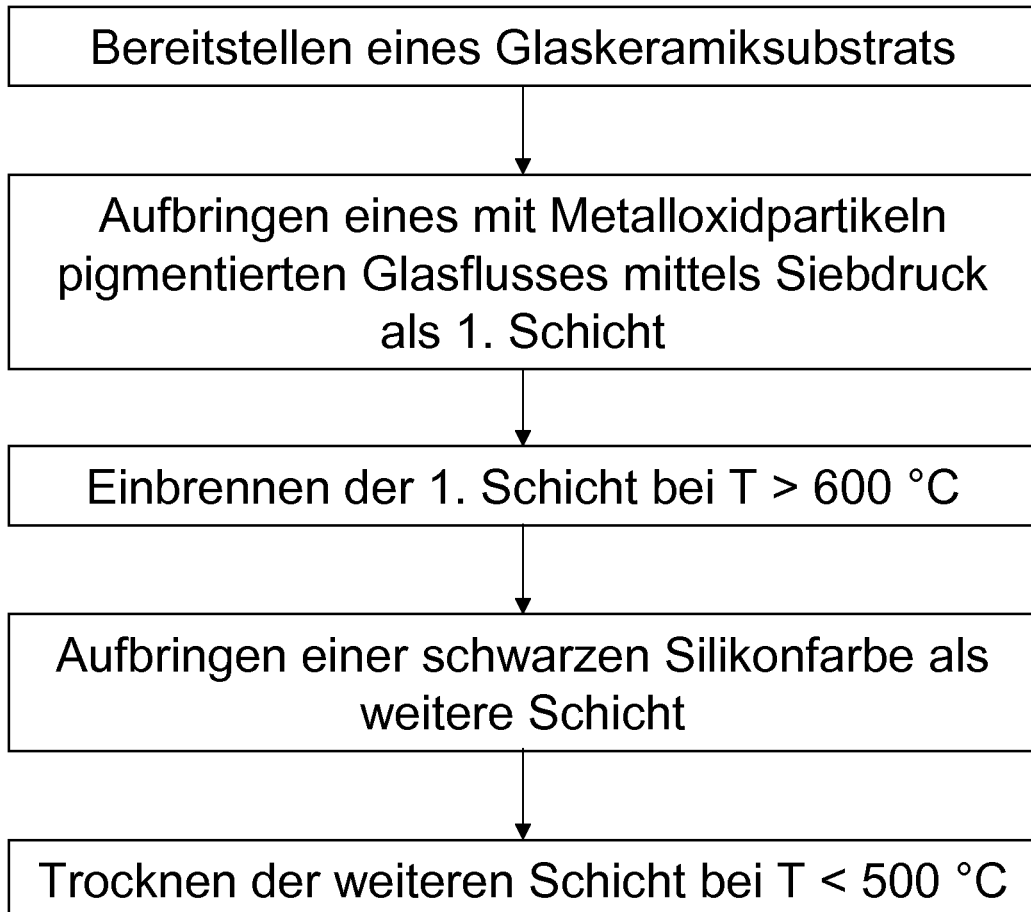 Bereitstellen eines Glaskeramiksubstrats
Aufbringen eines mit Metalloxidpartikeln
pigmentierten Glasflusses mittels Siebdruck
als 1. Schicht
Einbrennen der 1. Schicht bei T > 600 °C
Aufbringen einer schwarzen Silikonfarbe als
weitere Schicht
Trocknen der weiteren Schicht bei T < 500 °C